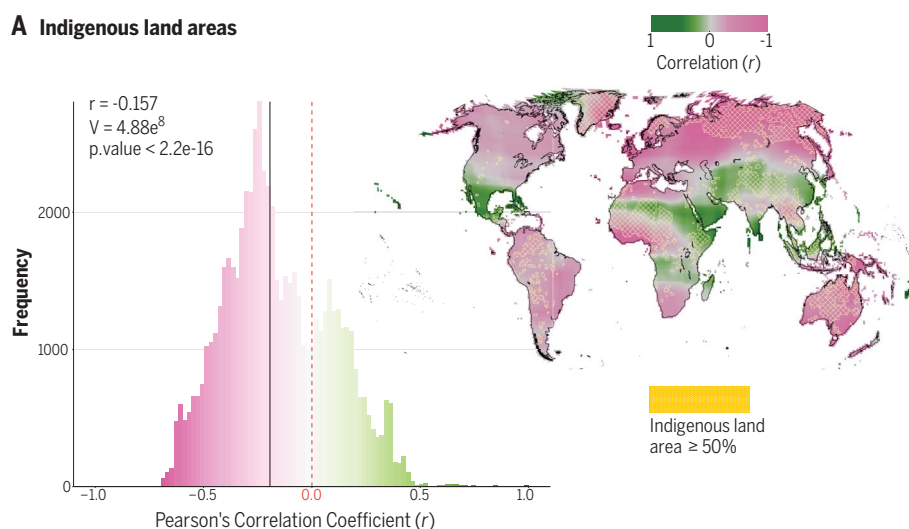 A Indigenous land areas
1 0 -1
Correlation (r)
r = -0.157
V = 4.88e⁸
p.value < 2.2e-16
Frequency
2000
1000
0
−1.0 −0.5 0.0 0.5 1.0
Pearson's Correlation Coefficient (r)
Indigenous land
area ≥ 50%